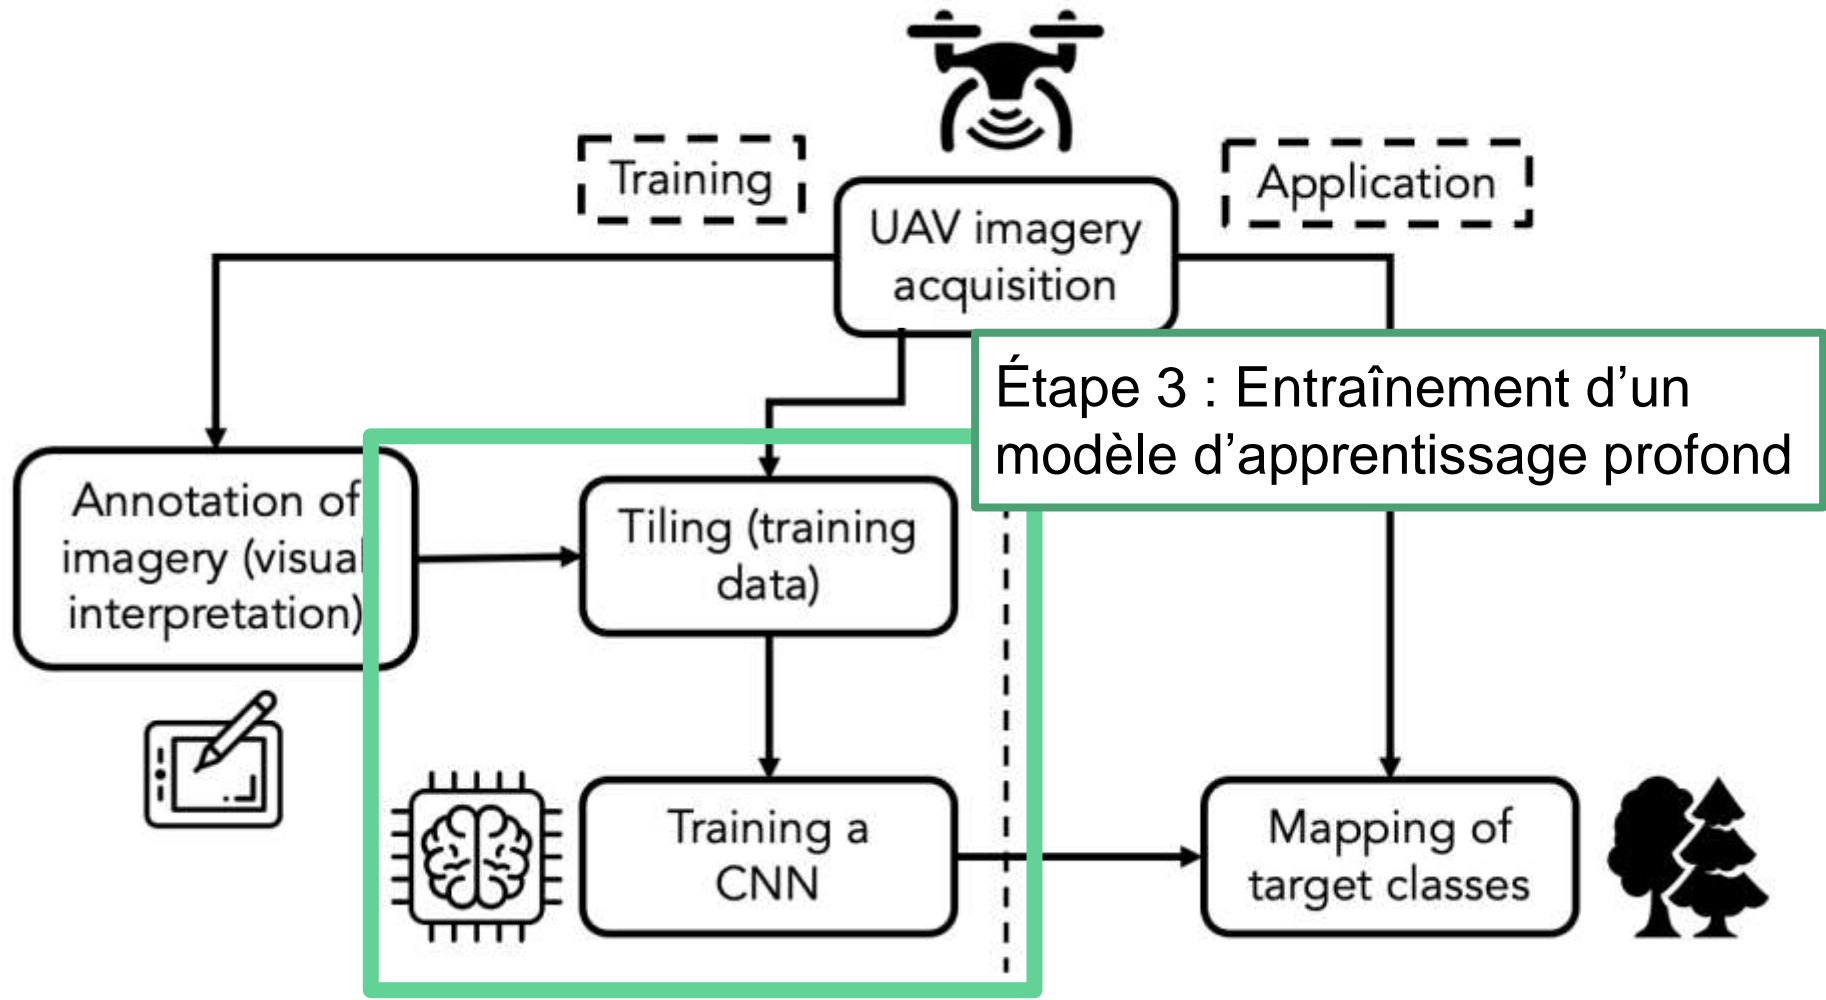 Training
Application
UAV imagery
acquisition
Étape 3 : Entraînement d’un
modèle d’apprentissage profond
Annotation of
imagery (visual
interpretation)
Tiling (training
data)
Training a
CNN
Mapping of
target classes